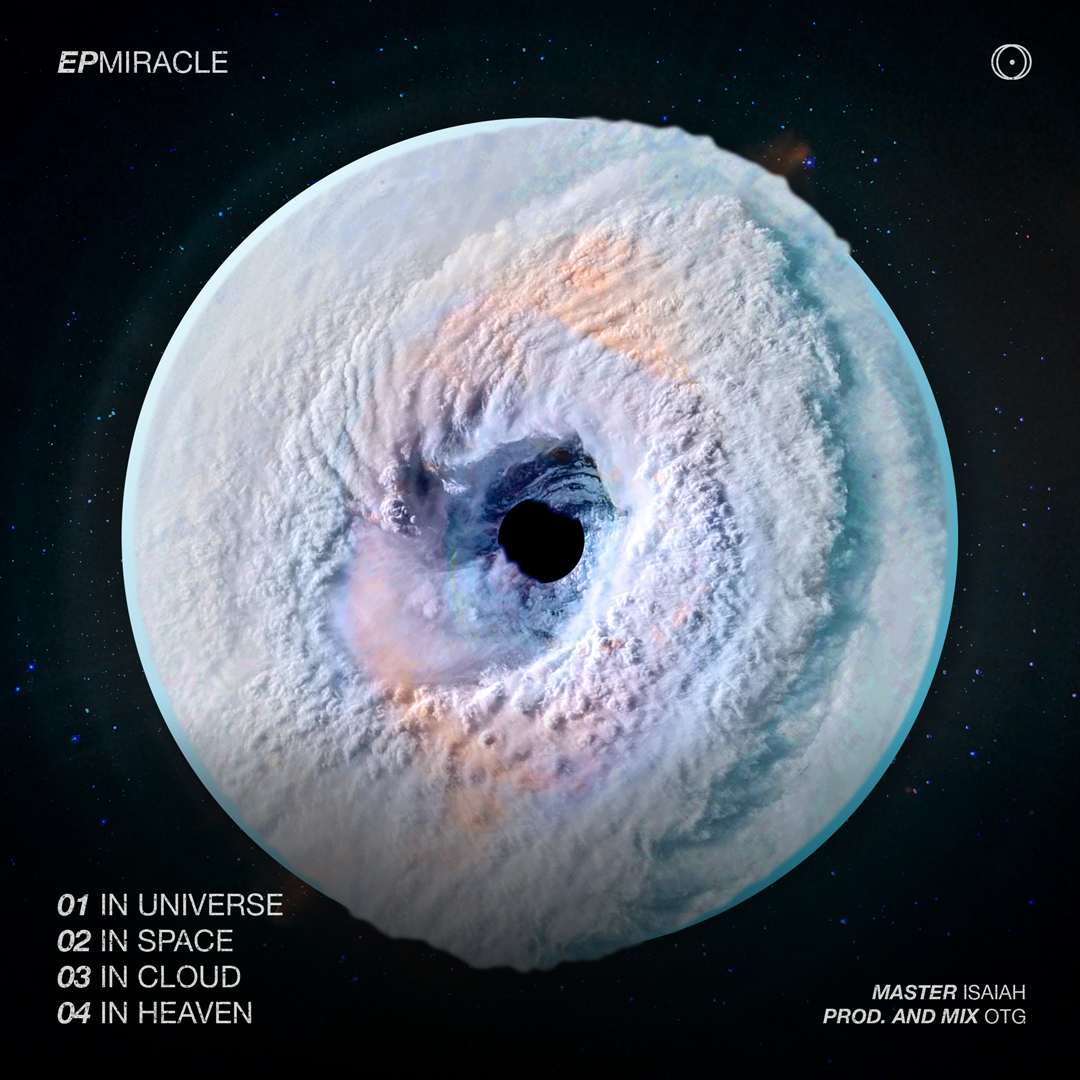 EPMIRACLE
01 IN UNIVERSE
02 IN SPACE
03 IN CLOUD
04 IN HEAVEN
MASTER ISAIAH
PROD. AND MIX OTG